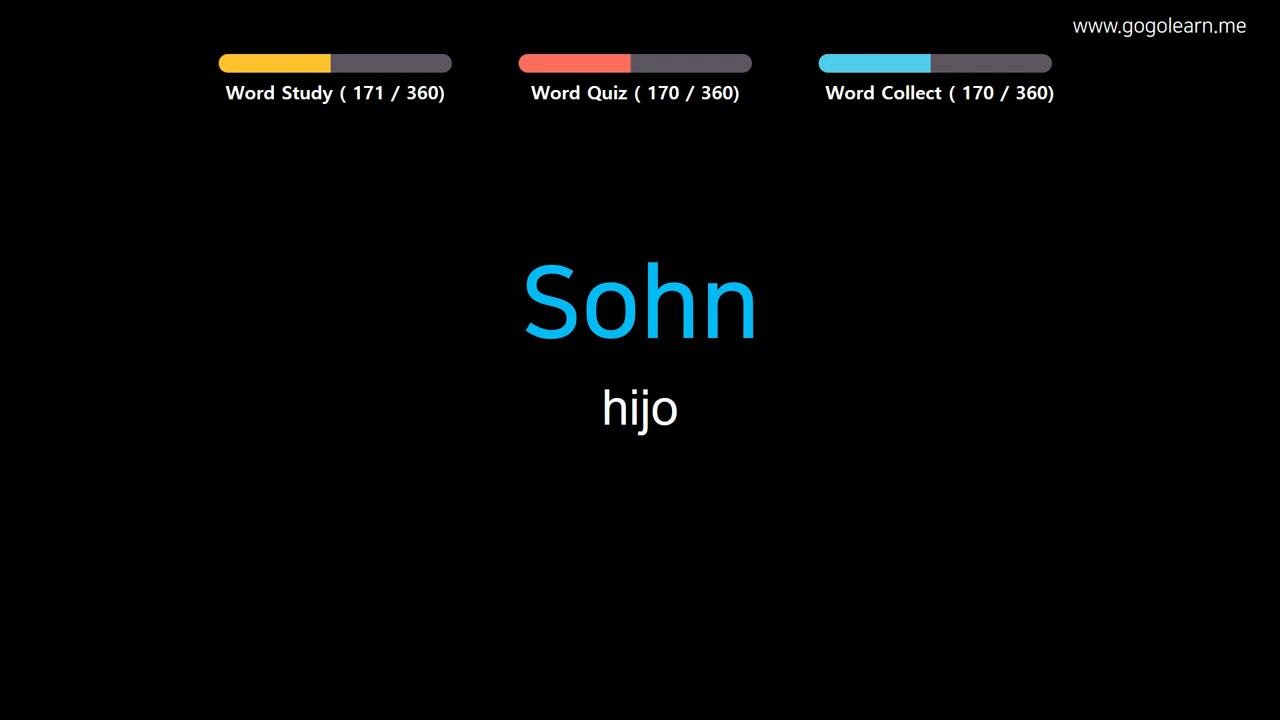 www.gogolearn.me
Word Study ( 171 / 360)
Word Quiz ( 170 / 360)
Word Collect ( 170 / 360)
Sohn
hijo